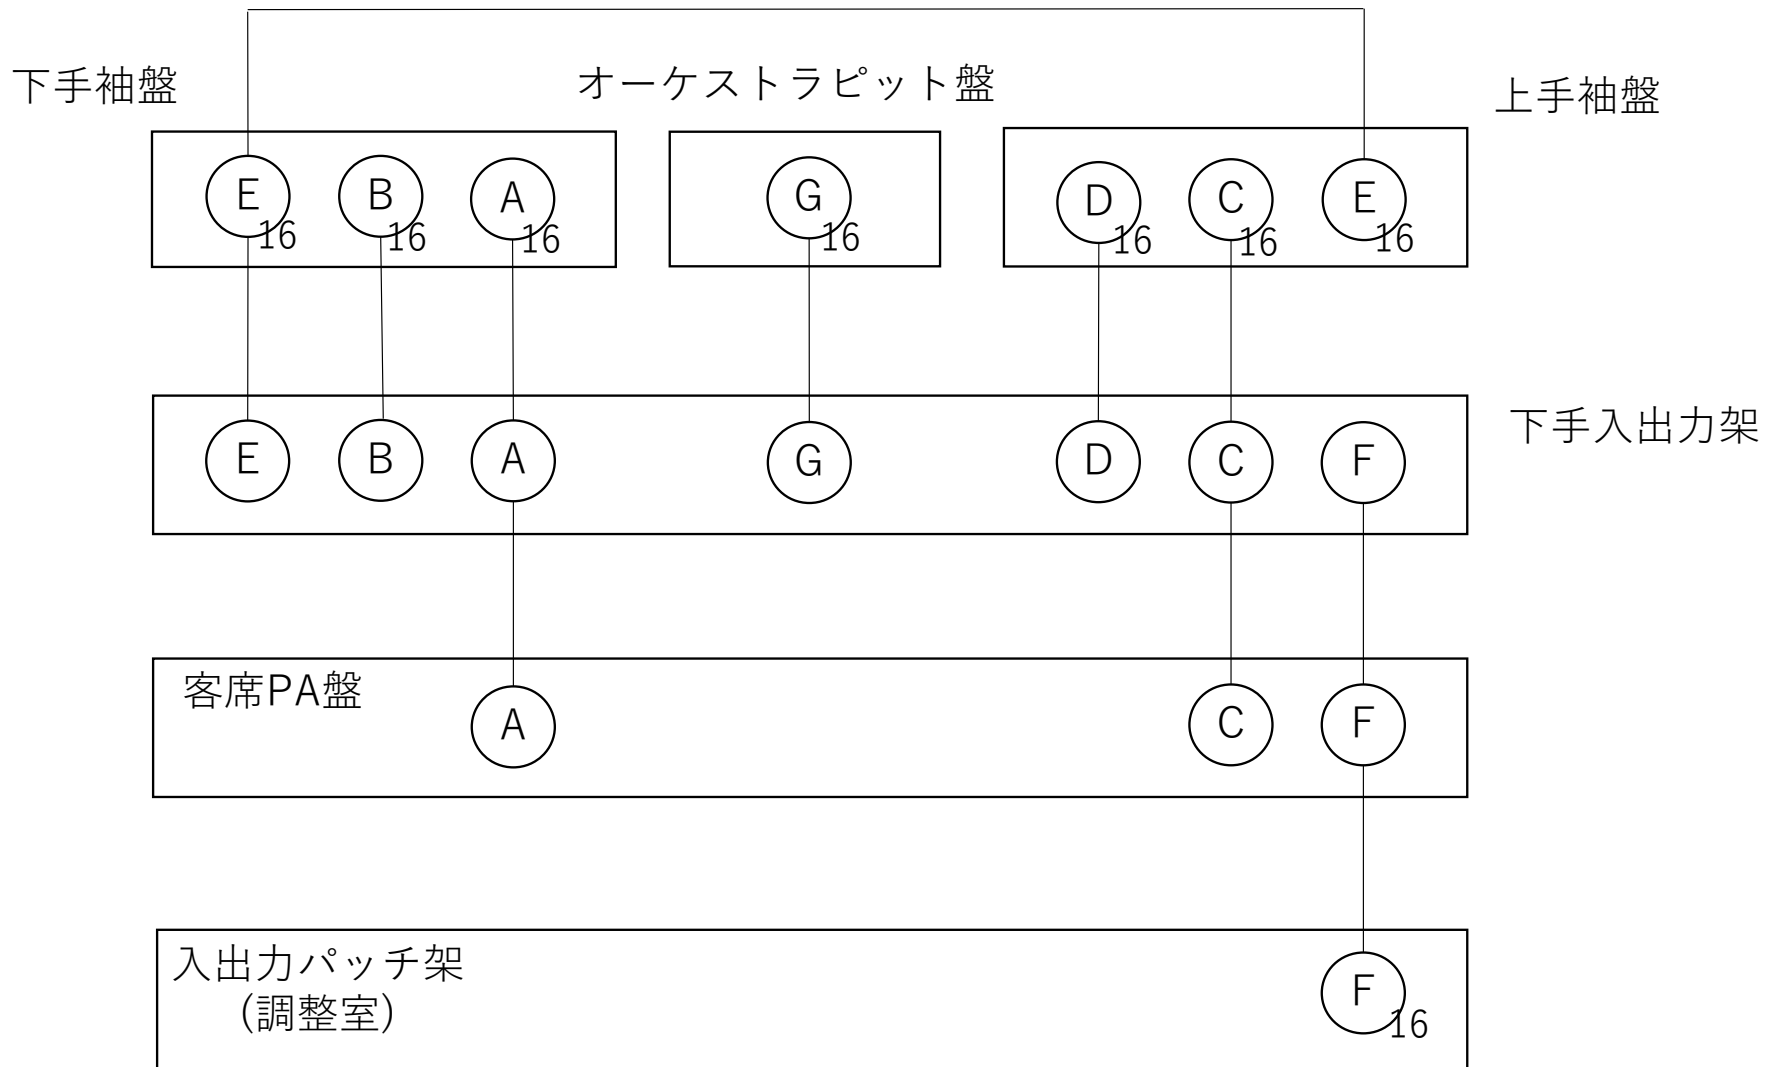 下手袖盤
オーケストラピット盤
上手袖盤
E 16 B 16 A 16
G 16
D 16 C 16 E 16
下手入出力架
E B A G D C F
客席PA盤
A C F
入出力パッチ架
(調整室)
F 16